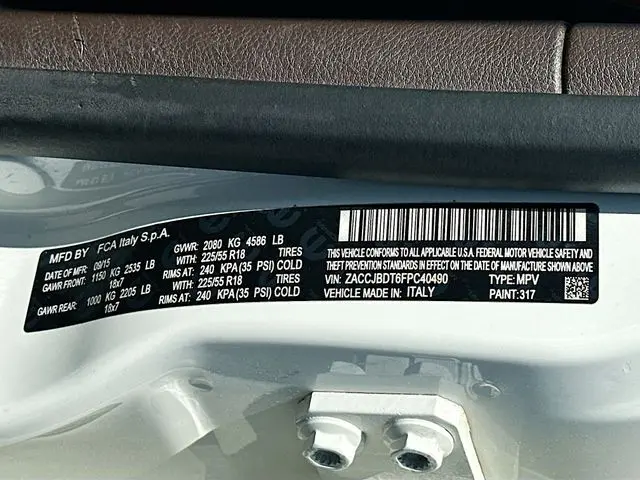 MFD BY FCA Italy S.p.A.
DATE OF MFR: 09/15 GWVR: 2080 KG 4586 LB
GAWR FRONT: 1150 KG 2535 LB WITH: 225/55 R18 TIRES
18x7 RIMS AT: 240 KPA(35 PSI) COLD
GAWR REAR: 1000 KG 2205 LB WITH: 225/55 R18 TIRES
18x7 RIMS AT: 240 KPA(35 PSI) COLD
THIS VEHICLE CONFORMS TO ALL APPLICABLE U.S.A. FEDERAL MOTOR VEHICLE SAFETY AND
THEFT PREVENTION STANDARDS IN EFFECT ON THE DATE OF MANUFACTURE SHOWN ABOVE.
VIN: ZACCJBDT6FPC40490 TYPE: MPV
VEHICLE MADE IN: ITALY PAINT: 317